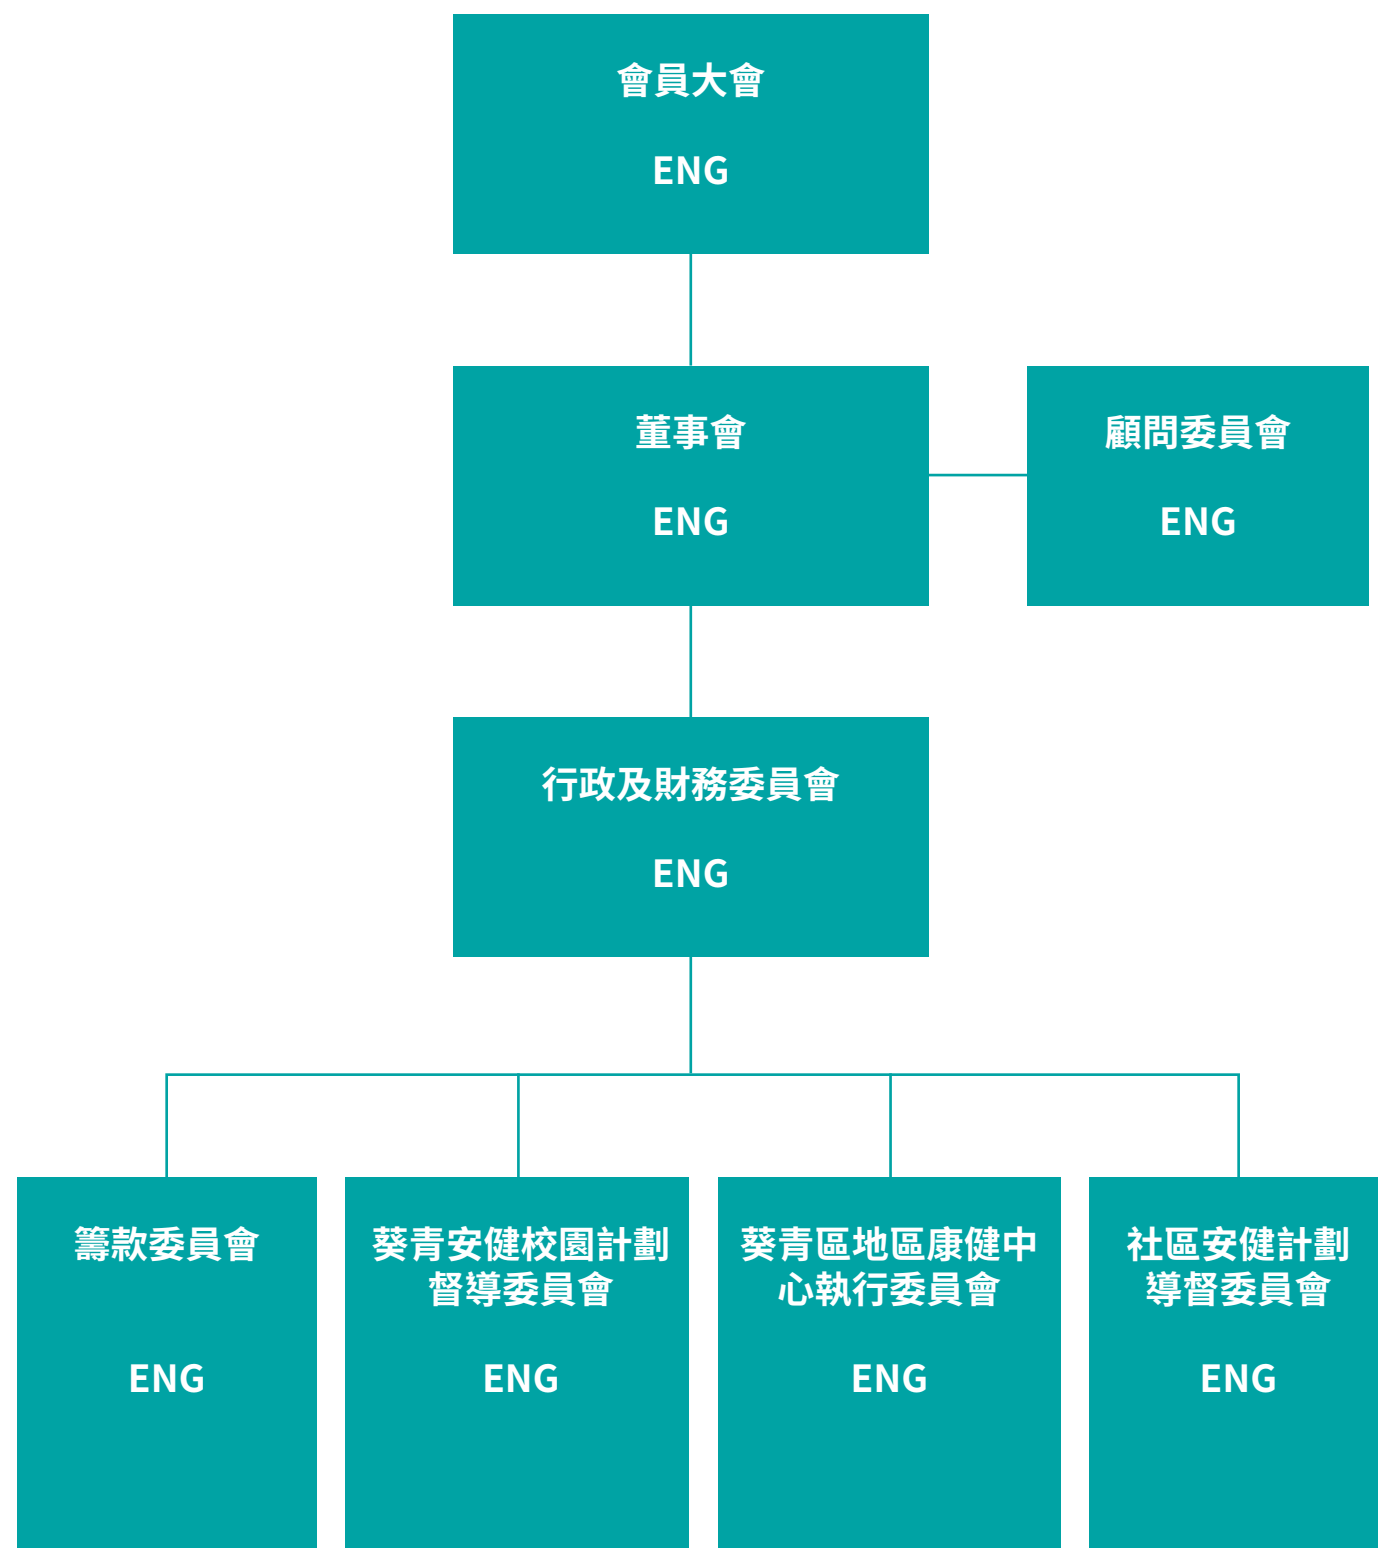 會員大會
ENG
董事會
ENG
顧問委員會
ENG
行政及財務委員會
ENG
籌款委員會
ENG
葵青安健校園計劃
督導委員會
ENG
葵青區地區康健中
心執行委員會
ENG
社區安健計劃
導督委員會
ENG